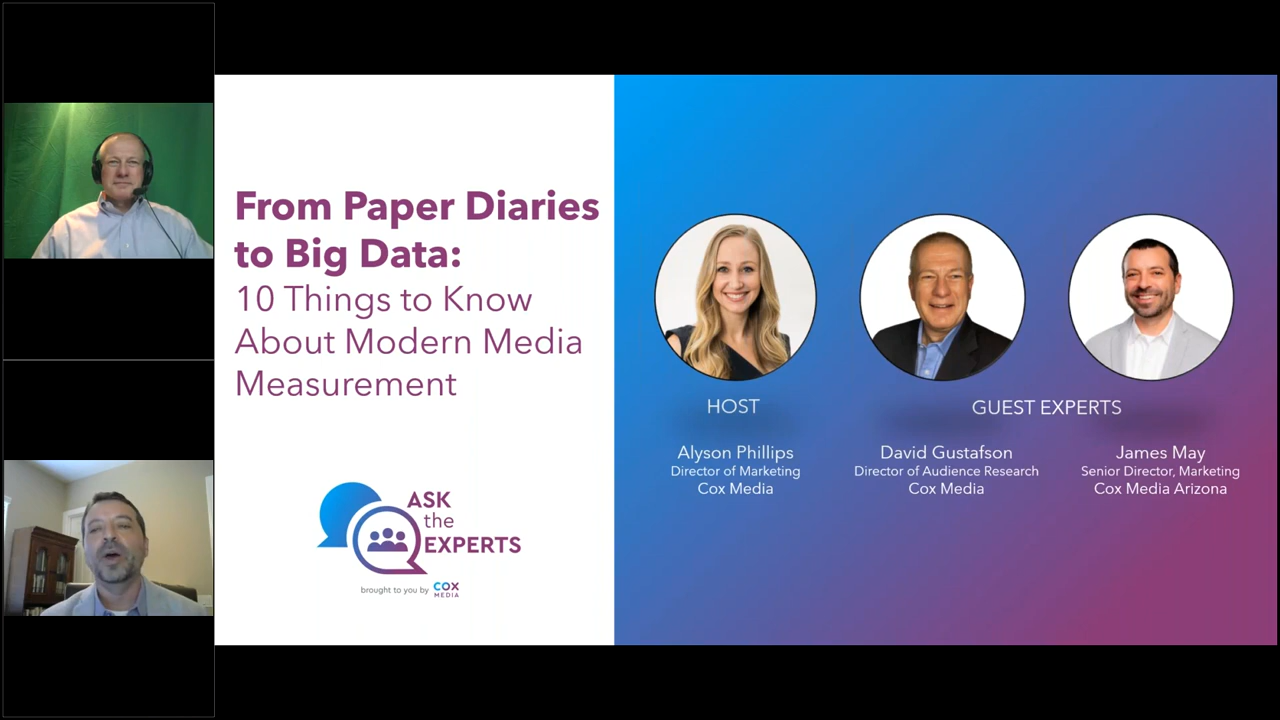 From Paper Diaries
to Big Data:
10 Things to Know
About Modern Media
Measurement
ASK
the
EXPERTS
brought to you by COX
MEDIA
HOST
GUEST EXPERTS
Alyson Phillips
Director of Marketing
Cox Media
David Gustafson
Director of Audience Research
Cox Media
James May
Senior Director, Marketing
Cox Media Arizona